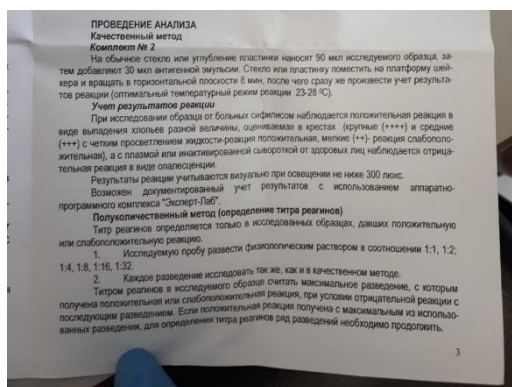 ПРОВЕДЕНИЕ АНАЛИЗА
Качественный метод
Комплект № 2
На обычное стекло или углубление пластинки наносят 90 мкл исследуемого образца, за-
тем добавляют 30 мкл антигенной эмульсии. Стекло или пластинку поместить на платформу шей-
кера и вращать в горизонтальной плоскости 8 мин, после чего сразу же произвести учет результа-
тов реакции (оптимальный температурный режим реакции 23-28 ºС).
Учет результатов реакции
При исследовании образца от больных сифилисом наблюдается положительная реакция в
виде выпадения хлопьев разной величины, оцениваемая в крестах (крупные (++++) и средние
(+++) с четким просветлением жидкости-реакция положительная, мелкие (++)- реакция слабополо-
жительная), а с плазмой или инактивированной сывороткой от здоровых лиц наблюдается отрица-
тельная реакция в виде опалесценции.
Результаты реакции учитываются визуально при освещении не ниже 300 люкс.
Возможен документированный учет результатов с использованием аппаратно-
программного комплекса "Эксперт-Лаб".
Полуколичественный метод (определение титра реагинов)
Титр реагинов определяется только в исследованных образцах, давших положительную
или слабоположительную реакцию.
1. Исследуемую пробу развести физиологическим раствором в соотношении 1:1, 1:2;
1:4, 1:8, 1:16, 1:32.
2. Каждое разведение исследовать так же, как и в качественном методе.
Титром реагинов в исследуемом образце считать максимальное разведение, с которым
получена положительная или слабоположительная реакция, при условии отрицательной реакции с
последующим разведением. Если положительная реакция получена с максимальным из использо-
ванных разведении, для определения титра реагинов ряд разведений необходимо продолжить.
3